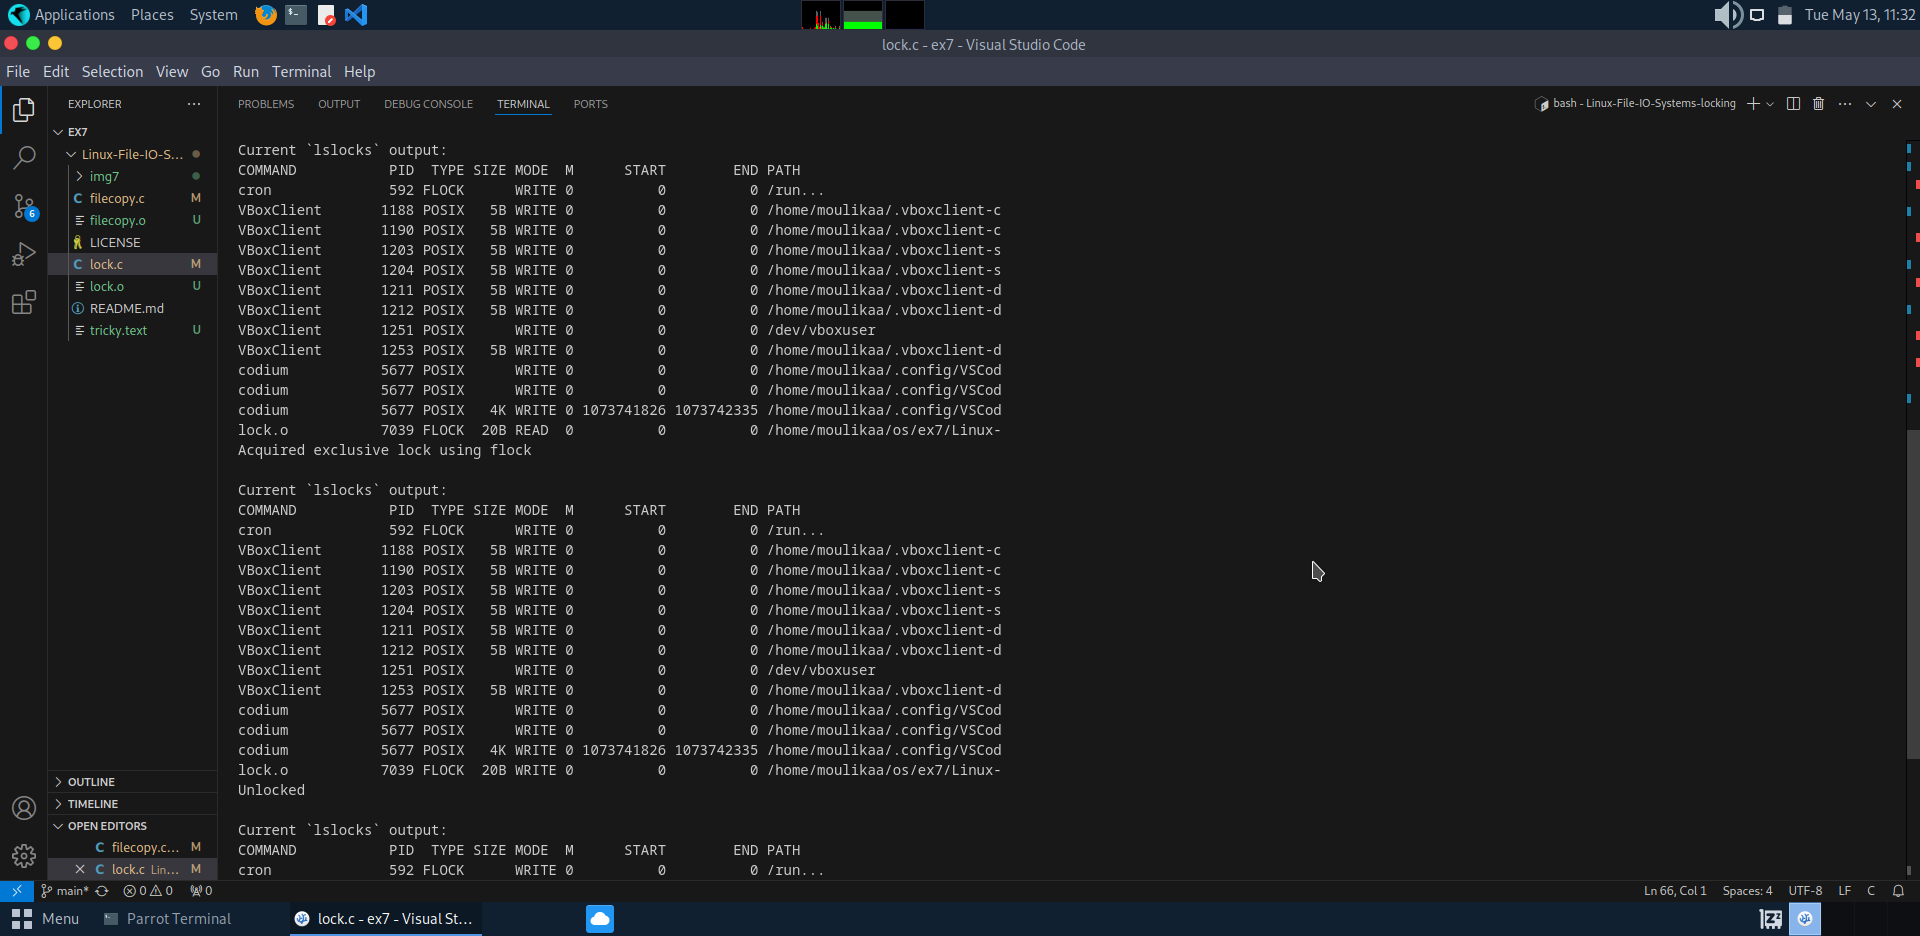 Applications Places System
Tue May 13, 11:32
lock.c - ex7 - Visual Studio Code
File Edit Selection View Go Run Terminal Help
EXPLORER ···
EX7
Linux-File-IO-S...
img7
filecopy.c M
filecopy.o U
LICENSE
lock.c M
lock.o U
README.md
tricky.text U
OUTLINE
TIMELINE
OPEN EDITORS
filecopy.c... M
lock.c Lin... M
6
PROBLEMS OUTPUT DEBUG CONSOLE TERMINAL PORTS
bash - Linux-File-IO-Systems-locking
Current `lslocks` output:
COMMAND PID TYPE SIZE MODE M START END PATH
cron 592 FLOCK WRITE 0 0 0 /run...
VBoxClient 1188 POSIX 5B WRITE 0 0 0 /home/moulikaa/.vboxclient-c
VBoxClient 1190 POSIX 5B WRITE 0 0 0 /home/moulikaa/.vboxclient-c
VBoxClient 1203 POSIX 5B WRITE 0 0 0 /home/moulikaa/.vboxclient-s
VBoxClient 1204 POSIX 5B WRITE 0 0 0 /home/moulikaa/.vboxclient-s
VBoxClient 1211 POSIX 5B WRITE 0 0 0 /home/moulikaa/.vboxclient-d
VBoxClient 1212 POSIX 5B WRITE 0 0 0 /home/moulikaa/.vboxclient-d
VBoxClient 1251 POSIX WRITE 0 0 0 /dev/vboxuser
VBoxClient 1253 POSIX 5B WRITE 0 0 0 /home/moulikaa/.vboxclient-d
codium 5677 POSIX WRITE 0 0 0 /home/moulikaa/.config/VSCod
codium 5677 POSIX WRITE 0 0 0 /home/moulikaa/.config/VSCod
codium 5677 POSIX 4K WRITE 0 1073741826 1073742335 /home/moulikaa/.config/VSCod
lock.o 7039 FLOCK 20B READ 0 0 0 /home/moulikaa/os/ex7/Linux-
Acquired exclusive lock using flock
Current `lslocks` output:
COMMAND PID TYPE SIZE MODE M START END PATH
cron 592 FLOCK WRITE 0 0 0 /run...
VBoxClient 1188 POSIX 5B WRITE 0 0 0 /home/moulikaa/.vboxclient-c
VBoxClient 1190 POSIX 5B WRITE 0 0 0 /home/moulikaa/.vboxclient-c
VBoxClient 1203 POSIX 5B WRITE 0 0 0 /home/moulikaa/.vboxclient-s
VBoxClient 1204 POSIX 5B WRITE 0 0 0 /home/moulikaa/.vboxclient-s
VBoxClient 1211 POSIX 5B WRITE 0 0 0 /home/moulikaa/.vboxclient-d
VBoxClient 1212 POSIX 5B WRITE 0 0 0 /home/moulikaa/.vboxclient-d
VBoxClient 1251 POSIX WRITE 0 0 0 /dev/vboxuser
VBoxClient 1253 POSIX 5B WRITE 0 0 0 /home/moulikaa/.vboxclient-d
codium 5677 POSIX WRITE 0 0 0 /home/moulikaa/.config/VSCod
codium 5677 POSIX WRITE 0 0 0 /home/moulikaa/.config/VSCod
codium 5677 POSIX 4K WRITE 0 1073741826 1073742335 /home/moulikaa/.config/VSCod
lock.o 7039 FLOCK 20B WRITE 0 0 0 /home/moulikaa/os/ex7/Linux-
Unlocked
Current `lslocks` output:
COMMAND PID TYPE SIZE MODE M START END PATH
cron 592 FLOCK WRITE 0 0 0 /run...
main* 0 0 0
Ln 66, Col 1 Spaces: 4 UTF-8 LF C
Menu Parrot Terminal lock.c - ex7 - Visual St...